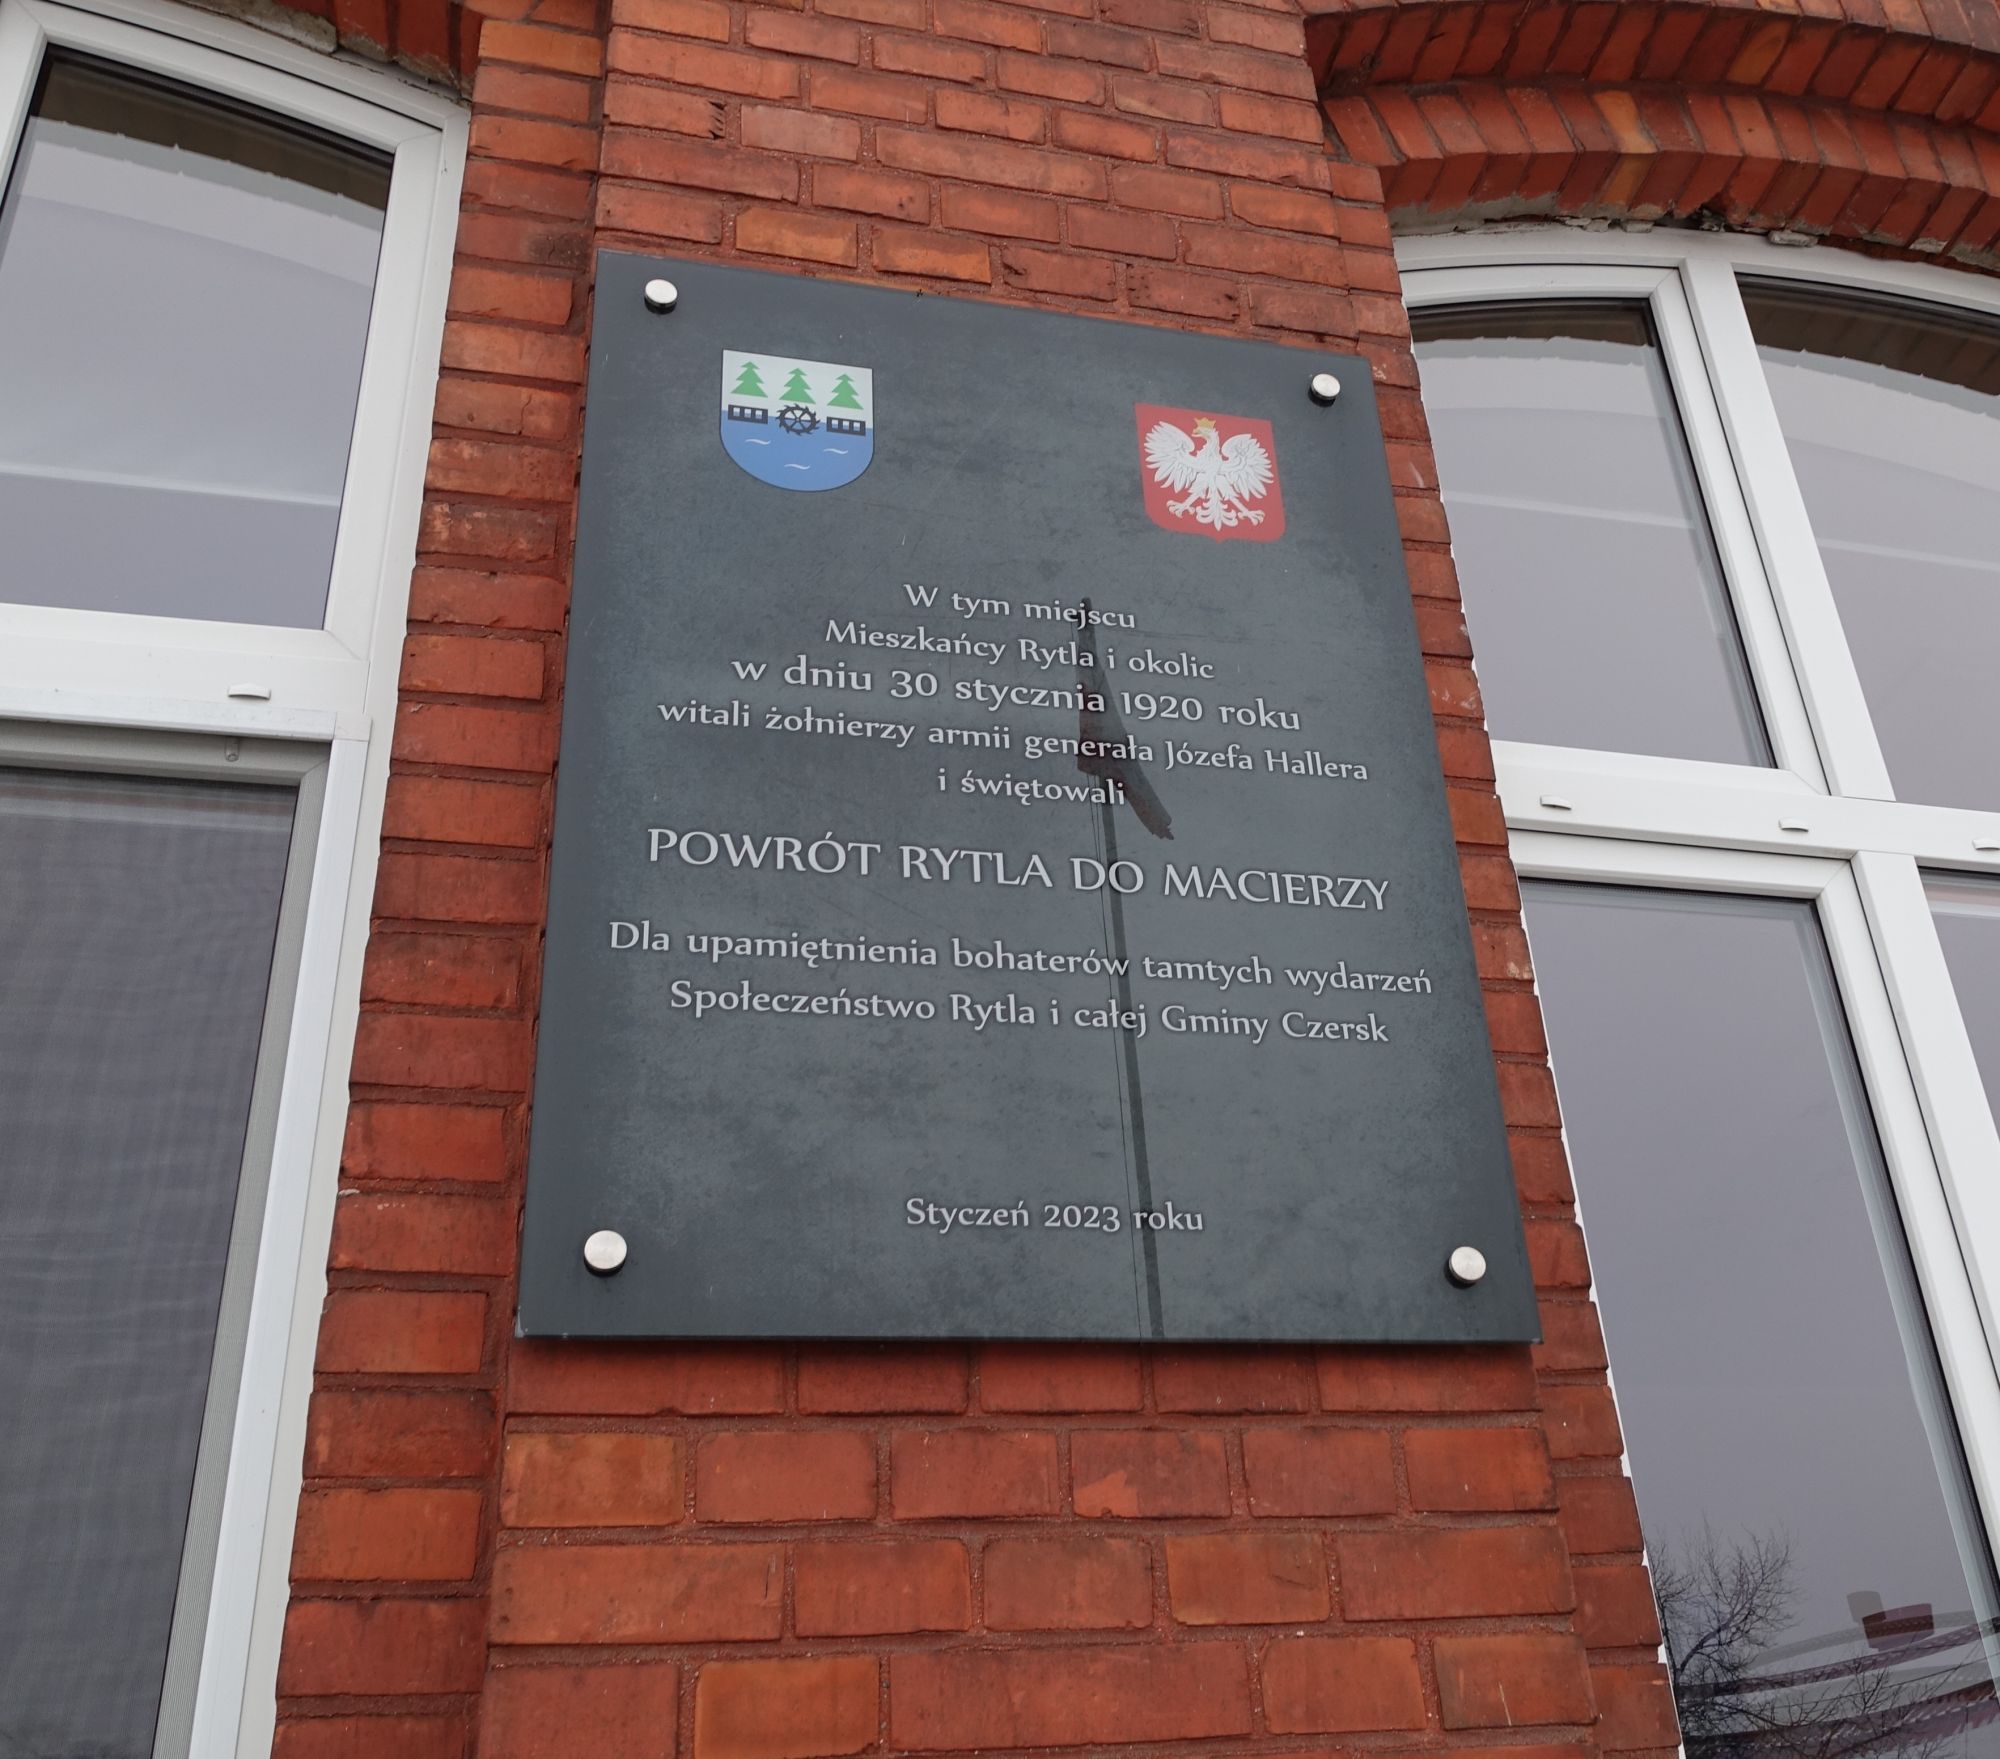 W tym miejscu
Mieszkańcy Rytla i okolic
w dniu 30 stycznia 1920 roku
witali żołnierzy armii generała Józefa Hallera
i świętowali
POWRÓT RYTLA DO MACIERZY
Dla upamiętnienia bohaterów tamtych wydarzeń
Społeczeństwo Rytla i całej Gminy Czersk
Styczeń 2023 roku